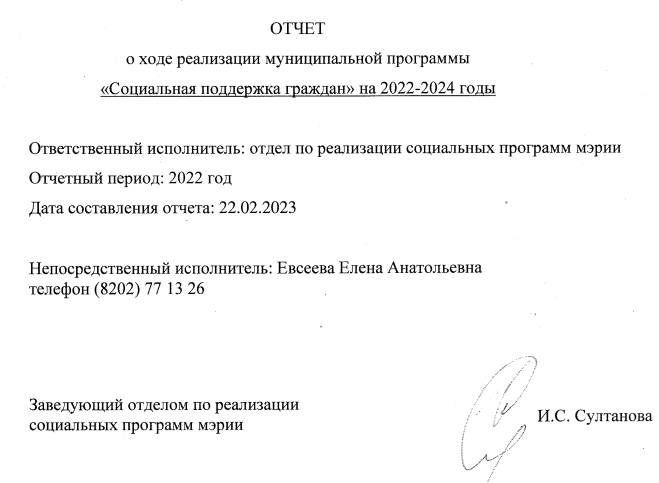 ОТЧЕТ
о ходе реализации муниципальной программы
«Социальная поддержка граждан» на 2022-2024 годы
Ответственный исполнитель: отдел по реализации социальных программ мэрии
Отчетный период: 2022 год
Дата составления отчета: 22.02.2023
Непосредственный исполнитель: Евсеева Елена Анатольевна
телефон (8202) 77 13 26
Заведующий отделом по реализации
социальных программ мэрии
И.С. Султанова